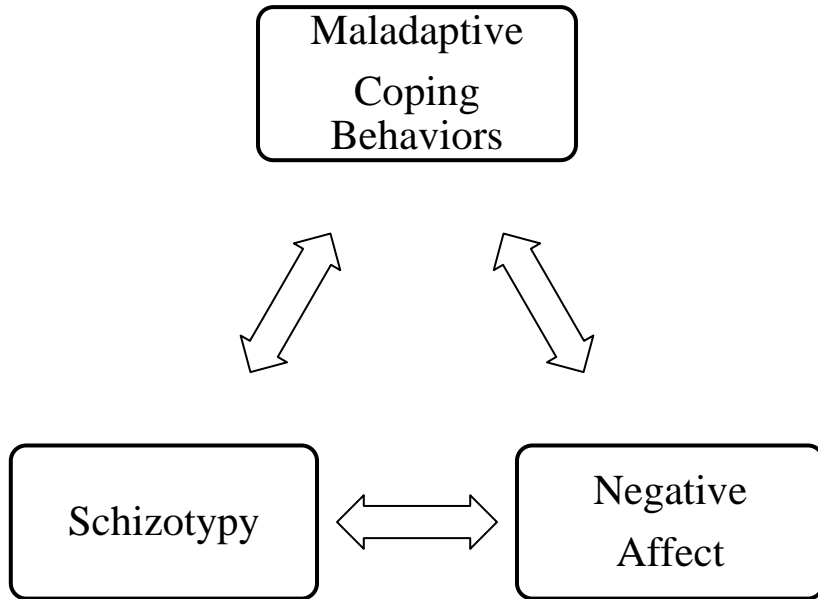 Maladaptive
Coping
Behaviors
Schizotypy
Negative
Affect